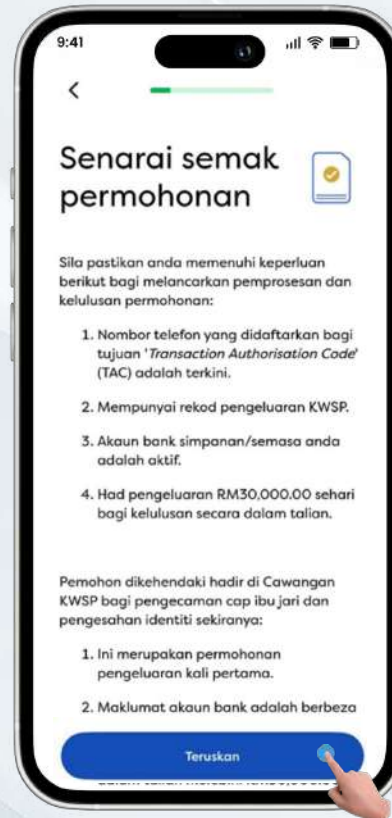 9:41
Senarai semak
permohonan
Sila pastikan anda memenuhi keperluan
berikut bagi melancarkan pemprosesan dan
kelulusan permohonan:
1. Nombor telefon yang didaftarkan bagi
tujuan 'Transaction Authorisation Code'
(TAC) adalah terkini.
2. Mempunyai rekod pengeluaran KWSP.
3. Akaun bank simpanan/semasa anda
adalah aktif.
4. Had pengeluaran RM30,000.00 sehari
bagi kelulusan secara dalam talian.
Pemohon dikehendaki hadir di Cawangan
KWSP bagi pengecaman cap ibu jari dan
pengesahan identiti sekiranya:
1. Ini merupakan permohonan
pengeluaran kali pertama.
2. Maklumat akaun bank adalah berbeza
Teruskan